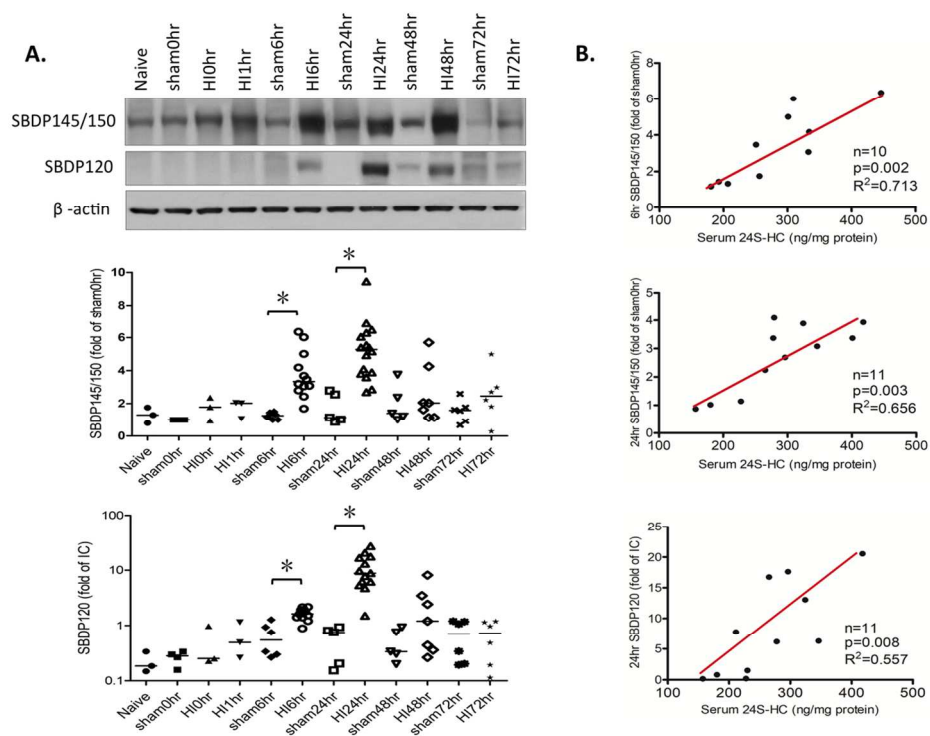 A.
Naive sham0hr HI0hr HI1hr sham6hr HI6hr sham24hr HI24hr sham48hr HI48hr sham72hr HI72hr
SBDP145/150
SBDP120
β -actin
SBDP145/150 (fold of sham0hr)
10
8
6
4
2
0
*
*
Naive sham0hr HI0hr HI1hr sham6hr HI6hr sham24hr HI24hr sham48hr HI48hr sham72hr HI72hr
SBDP120 (fold of IC)
100
10
1
0.1
*
*
Naive sham0hr HI0hr HI1hr sham6hr HI6hr sham24hr HI24hr sham48hr HI48hr sham72hr HI72hr
B.
6hr SBDP145/150 (fold of sham0hr)
8
6
4
2
0
n=10
p=0.002
R²=0.713
100 200 300 400 500
Serum 24S-HC (ng/mg protein)
24hr SBDP145/150 (fold of sham0hr)
5
4
3
2
1
0
n=11
p=0.003
R²=0.656
100 200 300 400 500
Serum 24S-HC (ng/mg protein)
24hr SBDP120 (fold of IC)
25
20
15
10
5
0
n=11
p=0.008
R²=0.557
100 200 300 400 500
Serum 24S-HC (ng/mg protein)